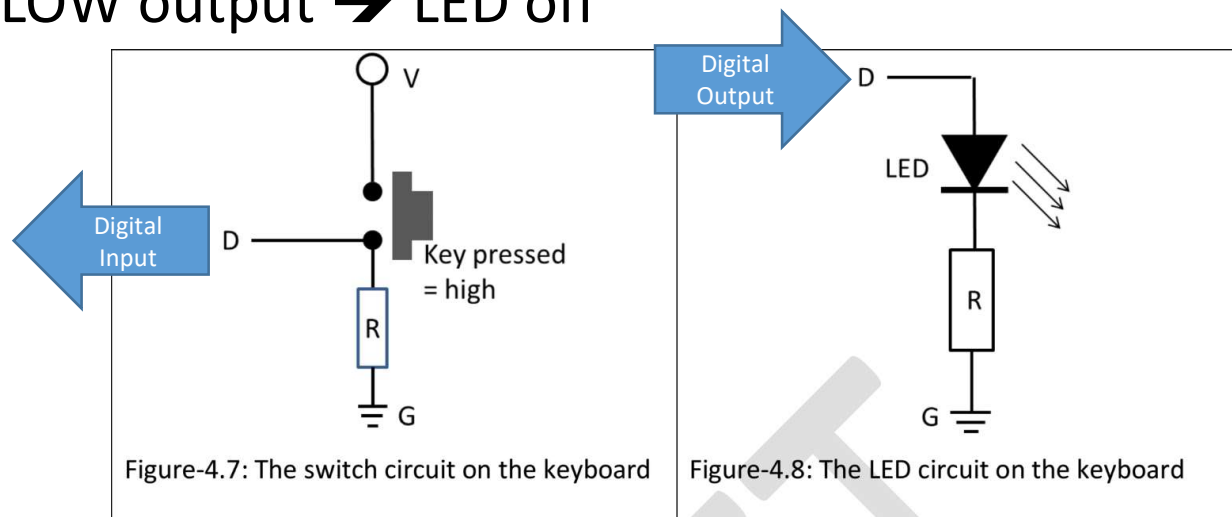 LOW output ➔ LED off
V
Digital
Input
D
Key pressed
= high
R
G
Figure-4.7: The switch circuit on the keyboard
Digital
Output
D
LED
R
G
Figure-4.8: The LED circuit on the keyboard